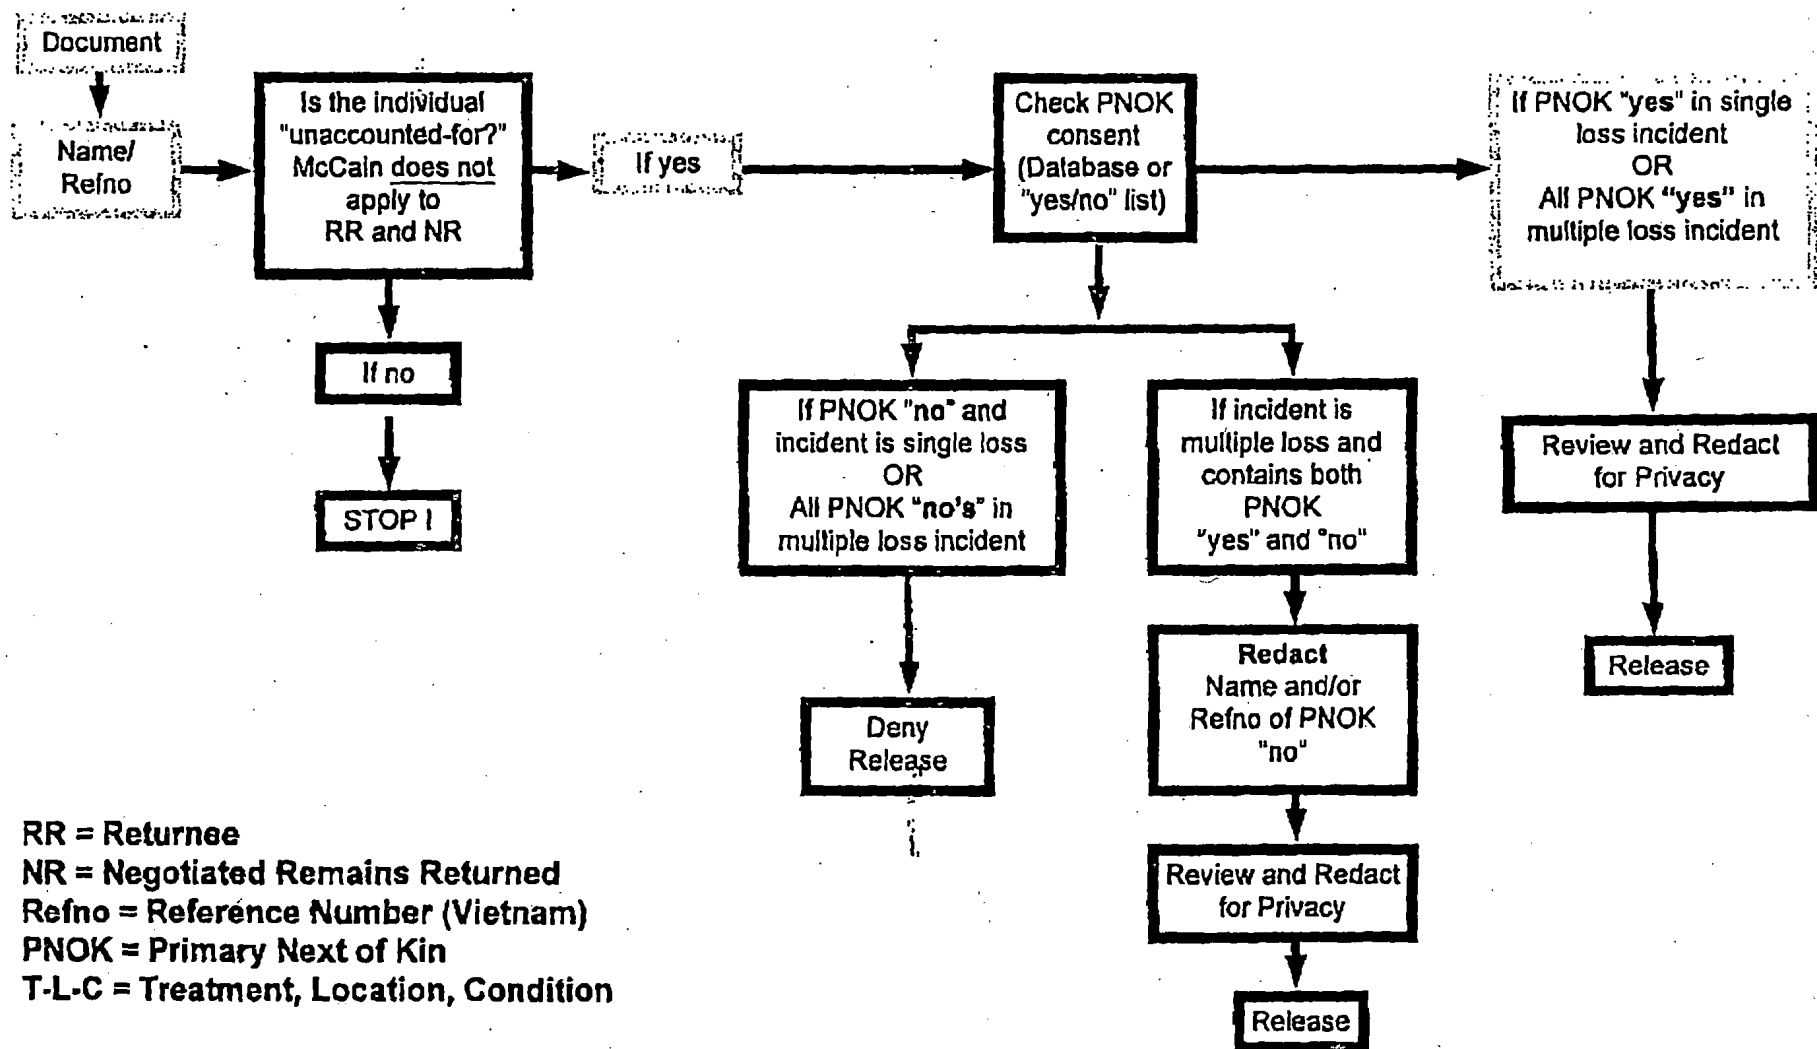 Document
Name/
Refno
Is the individual
"unaccounted-for?"
McCain does not
apply to
RR and NR
If yes
If no
STOP !
Check PNOK
consent
(Database or
"yes/no" list)
If PNOK "yes" in single
loss incident
OR
All PNOK "yes" in
multiple loss incident
Review and Redact
for Privacy
Release
If PNOK "no" and
incident is single loss
OR
All PNOK "no's" in
multiple loss incident
Deny
Release
If incident is
multiple loss and
contains both
PNOK
"yes" and "no"
Redact
Name and/or
Refno of PNOK
"no"
Review and Redact
for Privacy
Release
RR = Returnee
NR = Negotiated Remains Returned
Refno = Reference Number (Vietnam)
PNOK = Primary Next of Kin
T-L-C = Treatment, Location, Condition